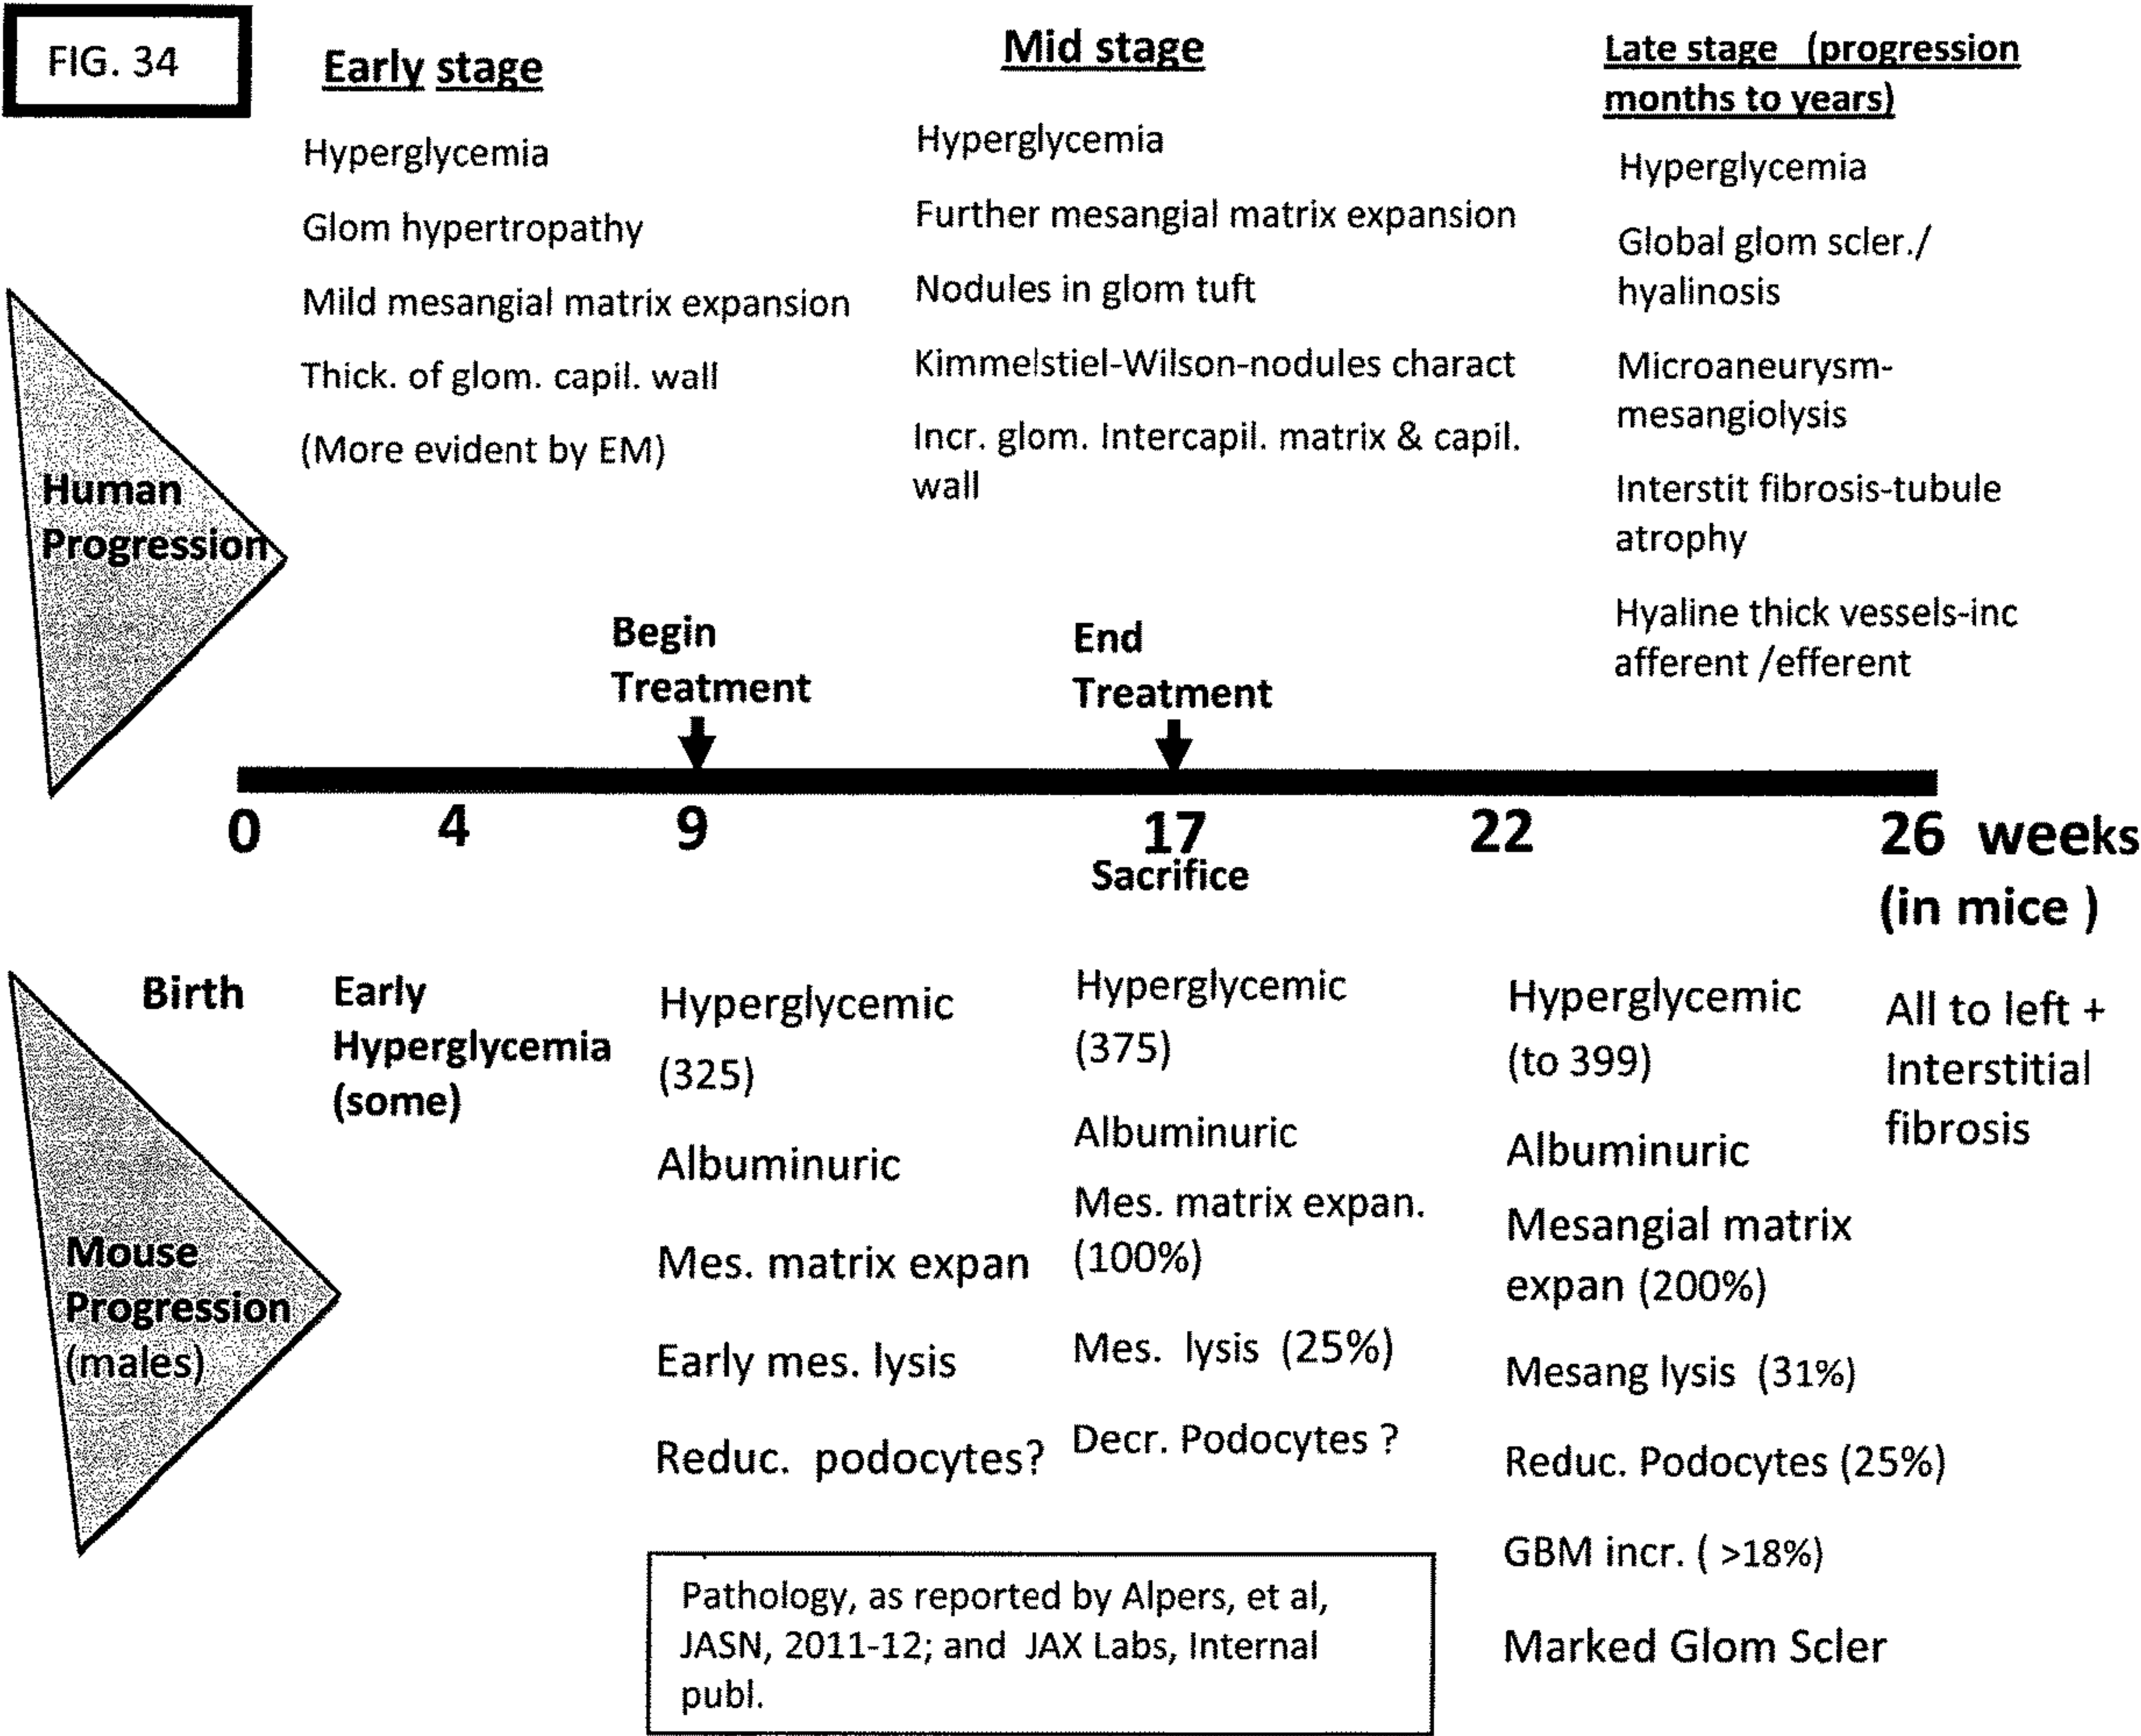 FIG. 34
Early stage
Hyperglycemia
Glom hypertropathy
Mild mesangial matrix expansion
Thick. of glom. capil. wall
(More evident by EM)
Mid stage
Hyperglycemia
Further mesangial matrix expansion
Nodules in glom tuft
Kimmelstiel-Wilson-nodules charact
Incr. glom. Intercapil. matrix & capil.
wall
Late stage (progression
months to years)
Hyperglycemia
Global glom scler./
hyalinosis
Microaneurysm-
mesangiolysis
Interstit fibrosis-tubule
atrophy
Hyaline thick vessels-inc
afferent /efferent
Human
Progression
Begin
Treatment
End
Treatment
0 4 9 17 22 26 weeks
Sacrifice
(in mice )
Mouse
Progression
(males)
Birth
Early
Hyperglycemia
(some)
Hyperglycemic
(325)
Albuminuric
Mes. matrix expan
Early mes. lysis
Reduc. podocytes?
Hyperglycemic
(375)
Albuminuric
Mes. matrix expan.
(100%)
Mes. lysis (25%)
Decr. Podocytes ?
Hyperglycemic
(to 399)
Albuminuric
Mesangial matrix
expan (200%)
Mesang lysis (31%)
Reduc. Podocytes (25%)
GBM incr. ( >18%)
Marked Glom Scler
All to left +
Interstitial
fibrosis
Pathology, as reported by Alpers, et al,
JASN, 2011-12; and JAX Labs, Internal
publ.